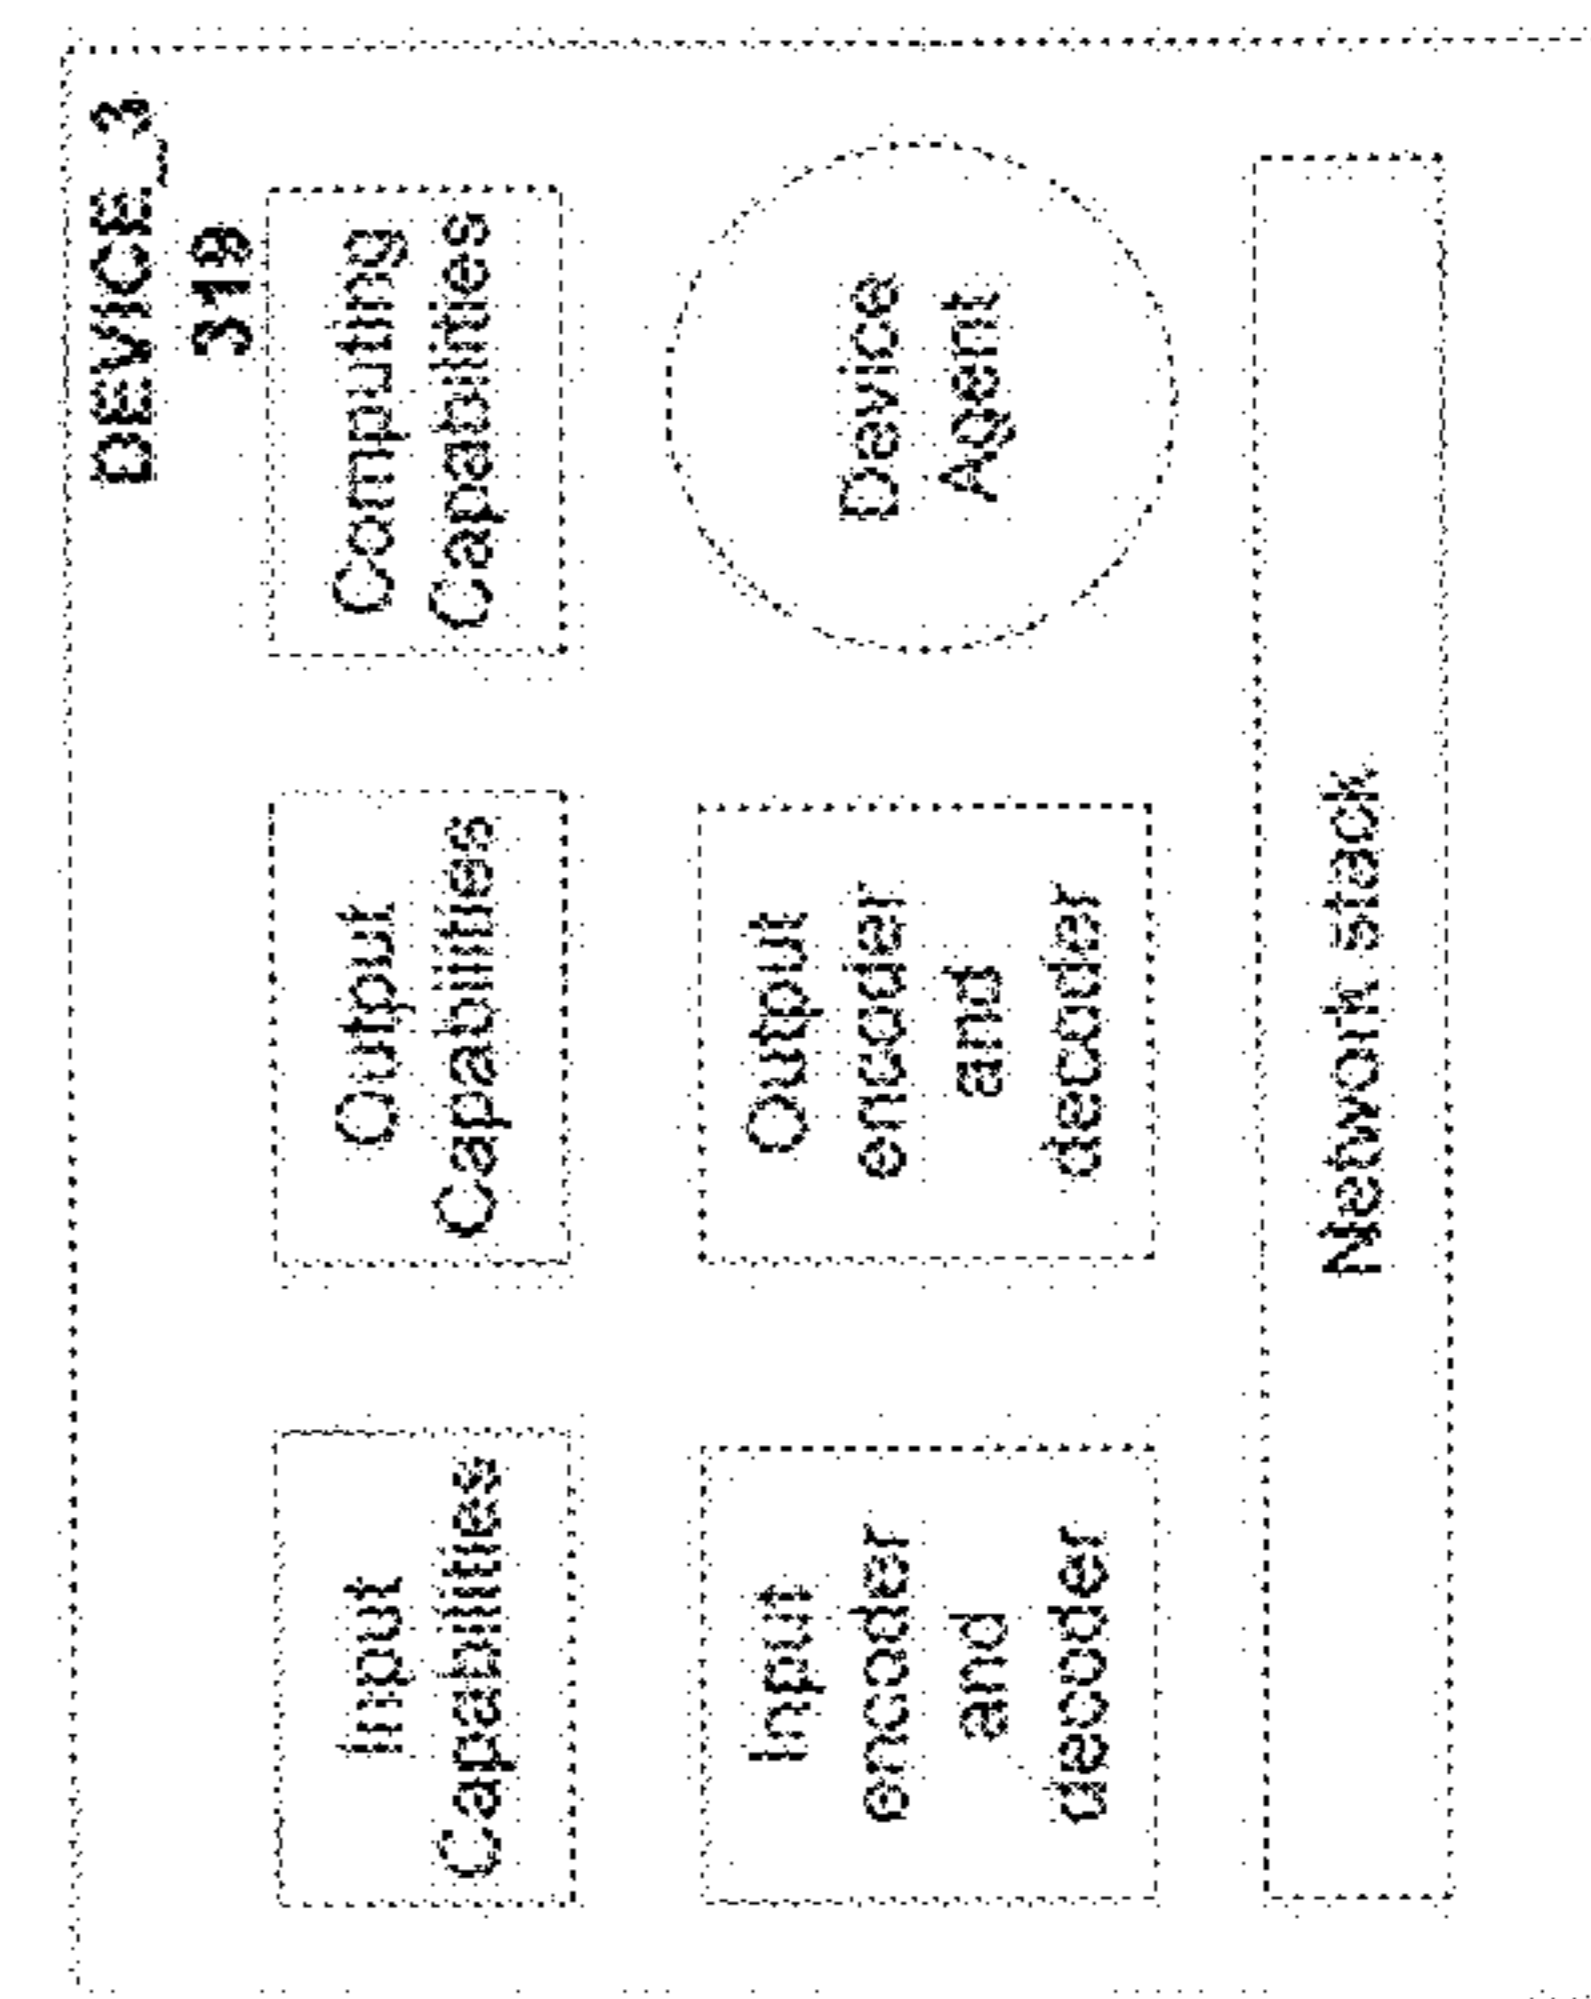 DEVICE_3
319
Input
Capabilities
Output
Capabilities
Computing
Capabilities
Input
encoder
and
decoder
Output
encoder
and
decoder
Device
Agent
Network stack